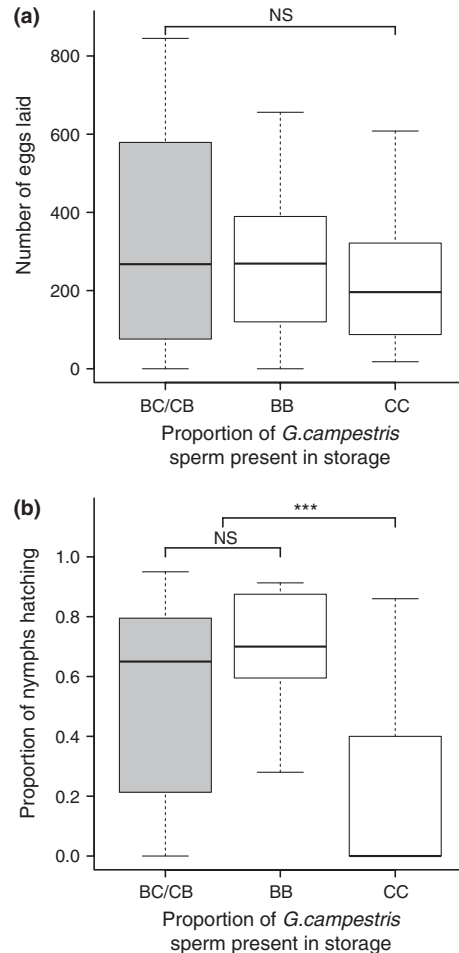 (a)
NS
800
600
400
200
0
Number of eggs laid
BC/CB BB CC
Proportion of G.campestris
sperm present in storage
(b)
***
NS
1.0
0.8
0.6
0.4
0.2
0.0
Proportion of nymphs hatching
BC/CB BB CC
Proportion of G.campestris
sperm present in storage